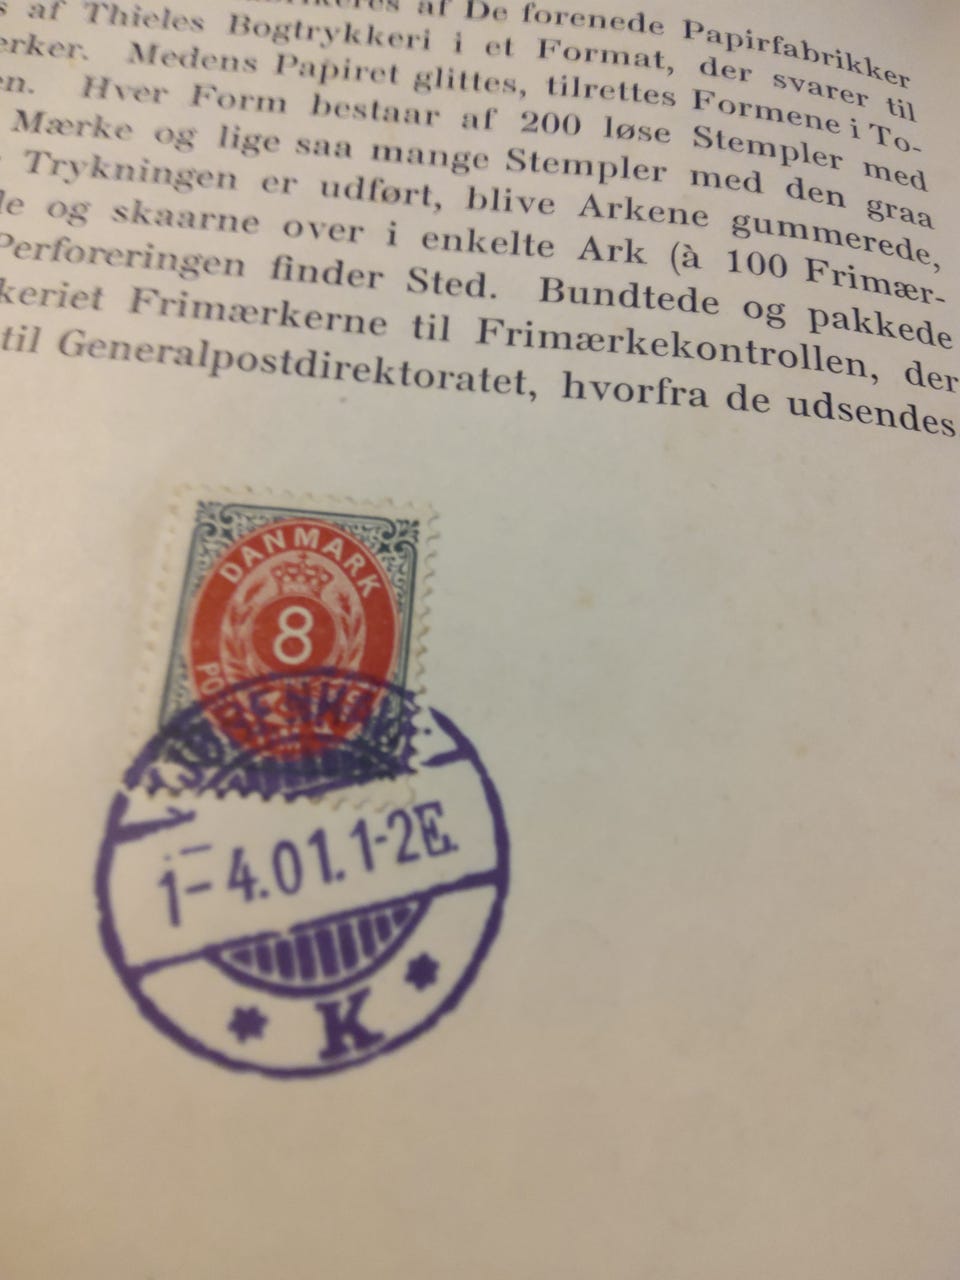 af De forenede Papirfabrikker
af Thieles Bogtrykkeri i et Format, der svarer til
Medens Papiret glittes, tilrettes Formene i To-
Hver Form bestaar af 200 løse Stempler med
Mærke og lige saa mange Stempler med den graa
Trykningen er udført, blive Arkene gummerede,
og skaarne over i enkelte Ark (à 100 Frimær-
Perforeringen finder Sted. Bundtede og pakkede
Frimærkerne til Frimærkekontrollen, der
til Generalpostdirektoratet, hvorfra de udsendes
DANMARK
8
1-4.01.1-2E.
K